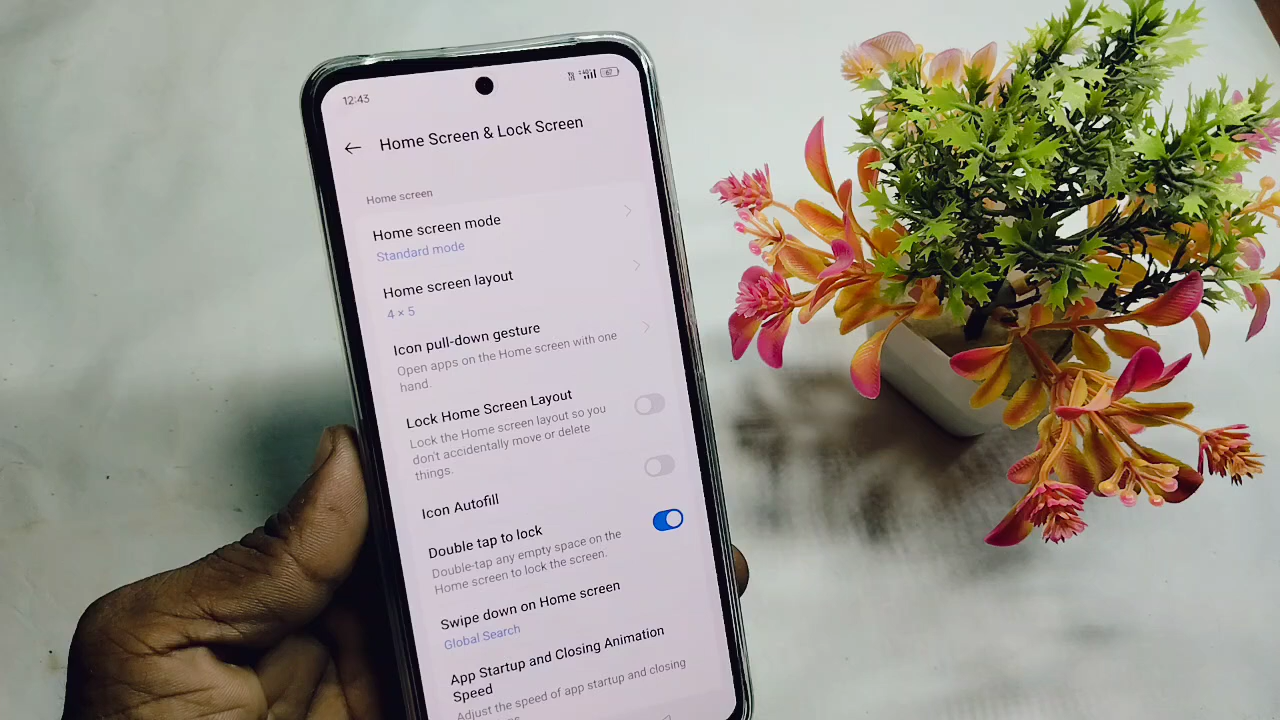 12:43
67
Home Screen & Lock Screen
Home screen
Home screen mode
Standard mode
Home screen layout
4 × 5
Icon pull-down gesture
Open apps on the Home screen with one
hand.
Lock Home Screen Layout
Lock the Home screen layout so you
don't accidentally move or delete
things.
Icon Autofill
Double tap to lock
Double-tap any empty space on the
Home screen to lock the screen.
Swipe down on Home screen
Global Search
App Startup and Closing Animation
Speed
Adjust the speed of app startup and closing